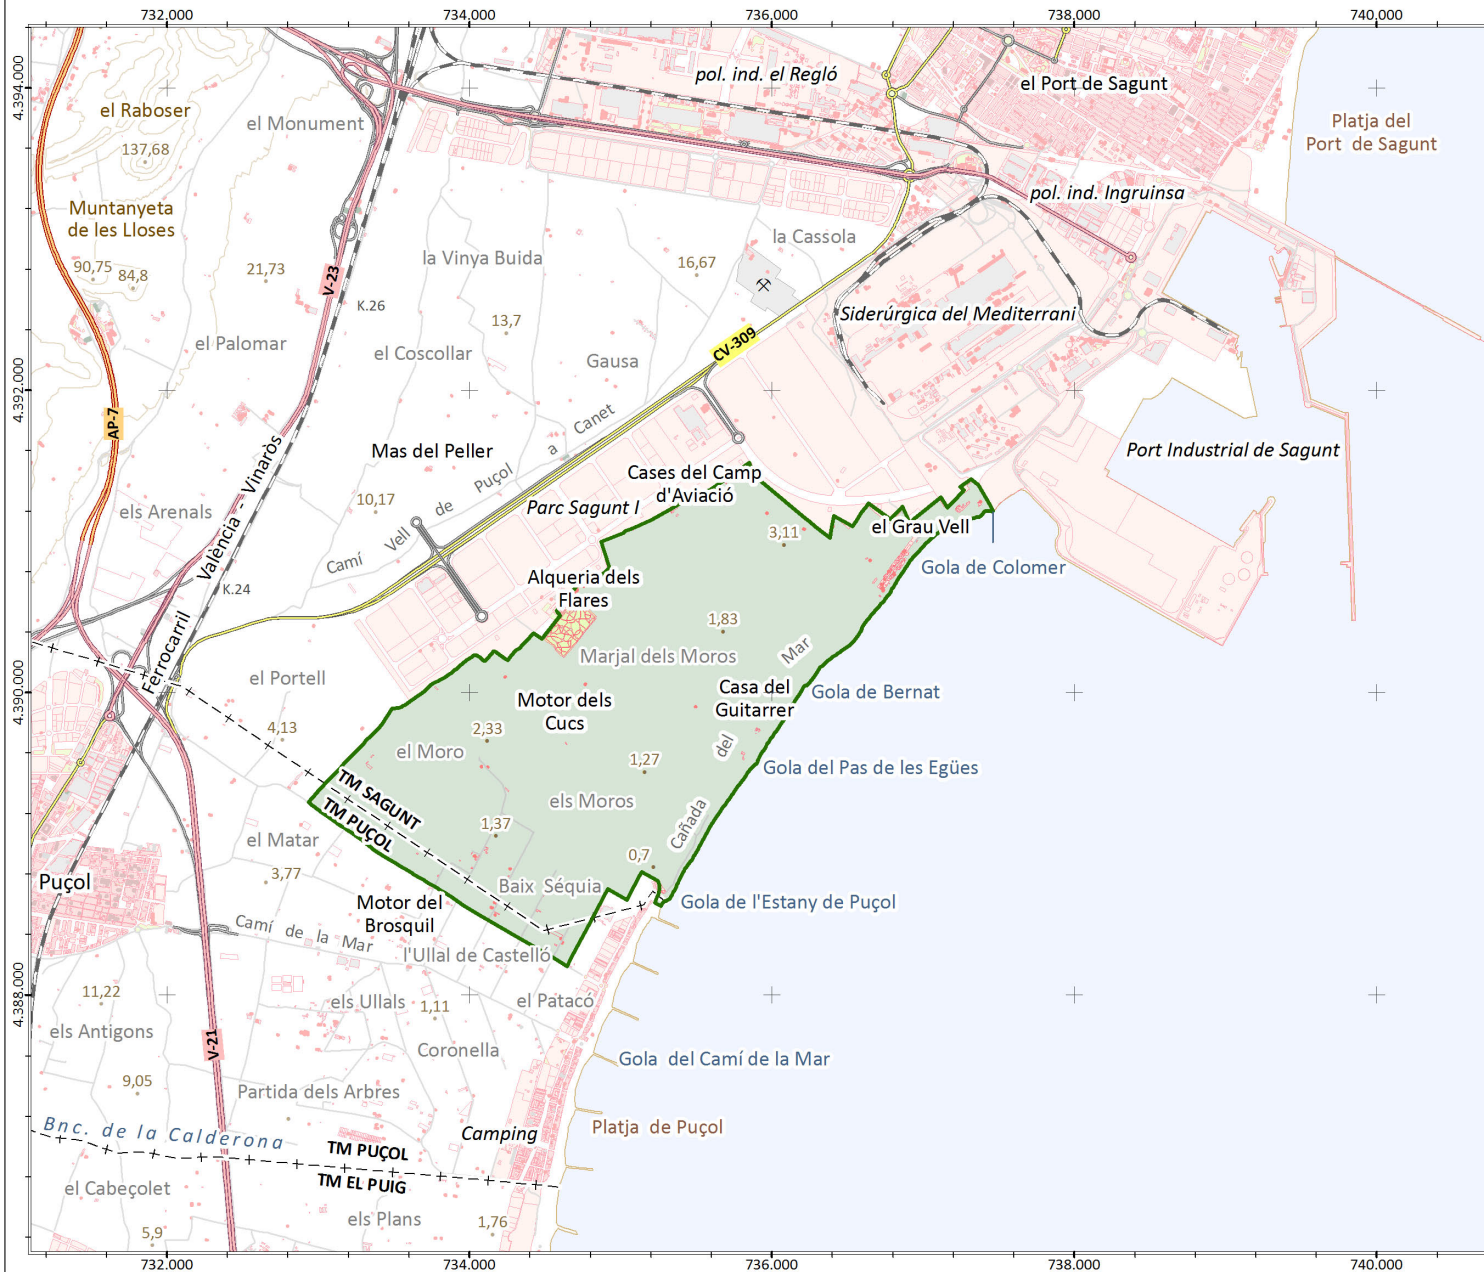 732.000
734.000
736.000
738.000
740.000
4.394.000
4.392.000
4.390.000
4.388.000
pol. ind. el Regló
el Port de Sagunt
el Raboser
el Monument
137,68
Platja del
Port de Sagunt
pol. ind. Ingruinsa
Muntanyeta
de les Lloses
la Cassola
la Vinya Buida
16,67
90,75
84,8
21,73
V-23
K.26
13,7
Siderúrgica del Mediterrani
el Palomar
el Coscollar
CV-309
Gausa
AP-7
Camí Vell de Puçol a Canet
Mas del Peller
Port Industrial de Sagunt
Cases del Camp
d'Aviació
10,17
els Arenals
Parc Sagunt I
Ferrocarril València - Vinaròs
el Grau Vell
3,11
Gola de Colomer
Alqueria dels
Flares
K.24
1,83
Marjal dels Moros
Cañada del Mar
el Portell
Casa del
Guitarrer
Gola de Bernat
Motor dels
Cucs
4,13
2,33
el Moro
1,27
Gola del Pas de les Egües
TM SAGUNT
TM PUÇOL
els Moros
1,37
el Matar
0,7
3,77
Puçol
Baix Séquia
Motor del
Brosquil
Gola de l'Estany de Puçol
Camí de la Mar
l'Ullal de Castelló
11,22
els Ullals
1,11
el Patacó
els Antigons
V-21
Coronella
Gola del Camí de la Mar
9,05
Partida dels Arbres
Bnc. de la Calderona
Camping
Platja de Puçol
TM PUÇOL
TM EL PUIG
el Cabeçolet
els Plans
1,76
5,9
732.000
734.000
736.000
738.000
740.000